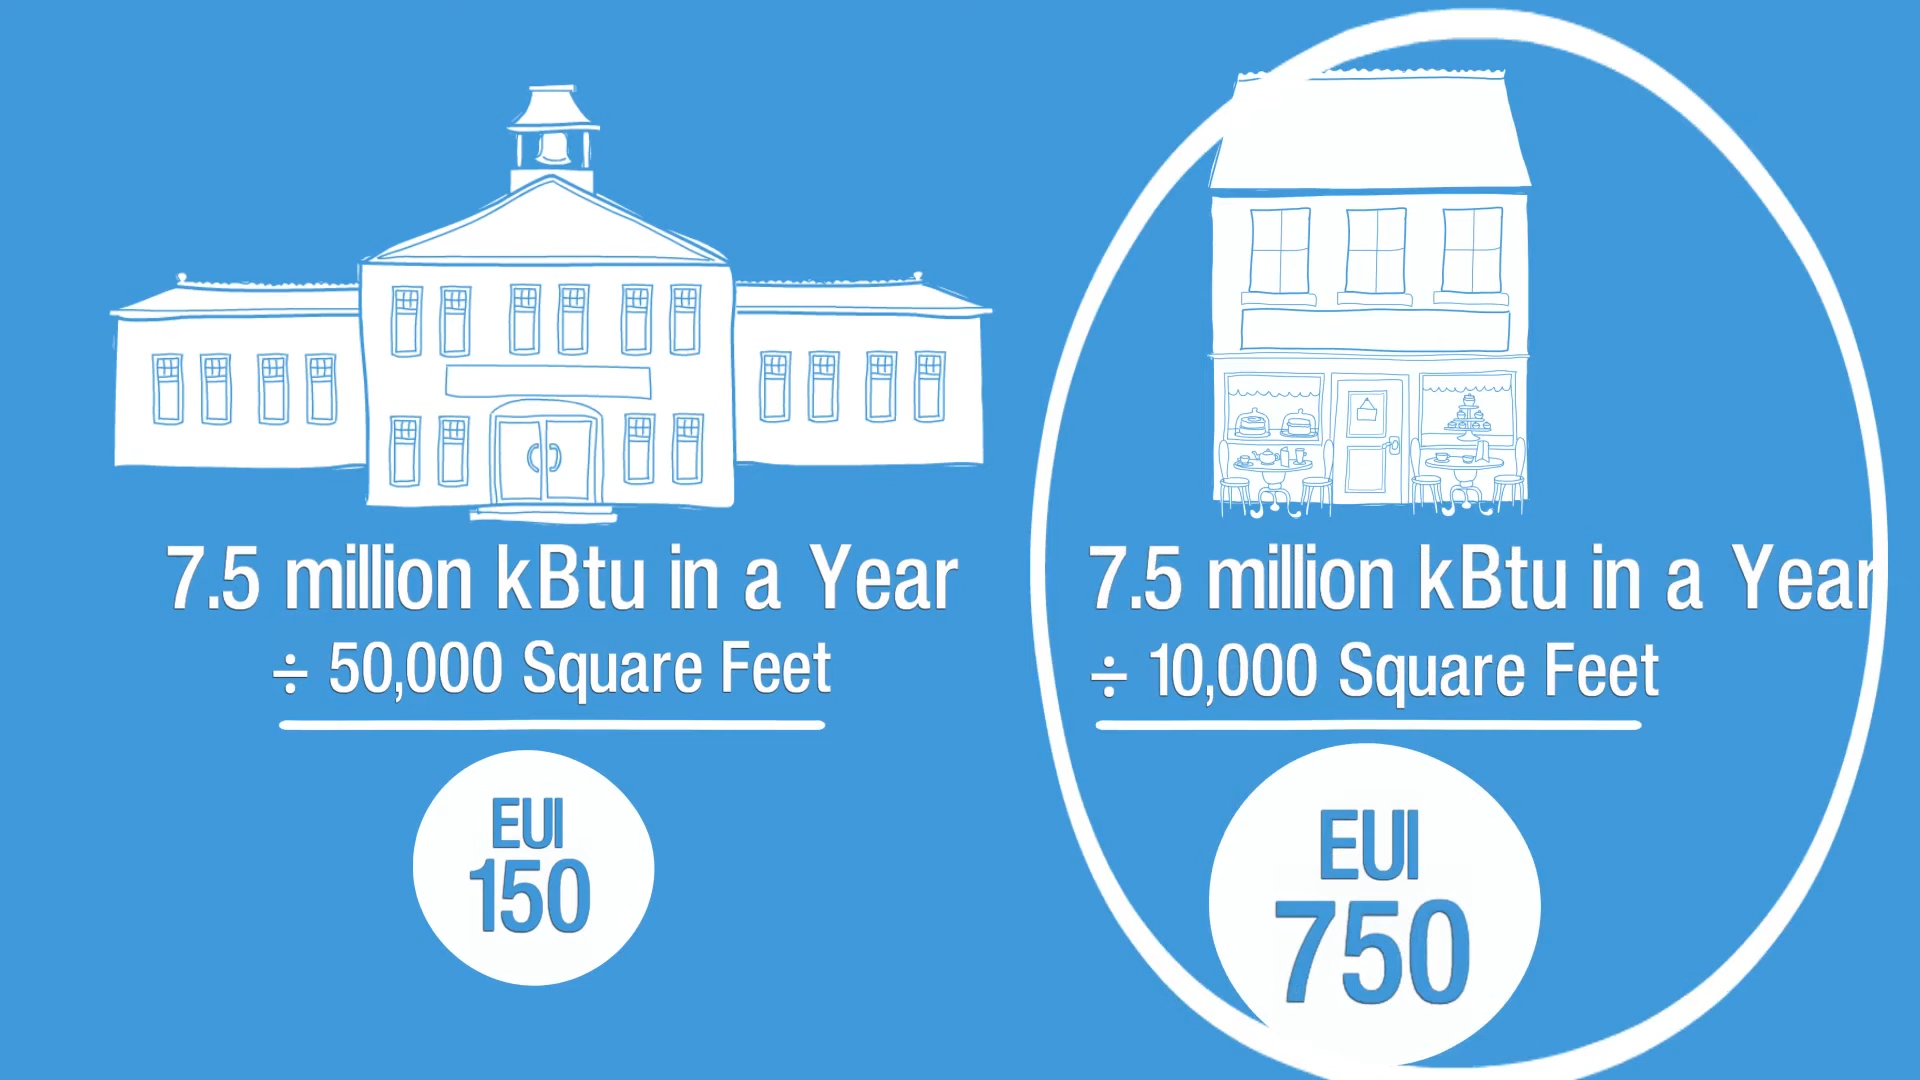 7.5 million kBtu in a Year
÷ 50,000 Square Feet
EUI
150
7.5 million kBtu in a Year
÷ 10,000 Square Feet
EUI
750